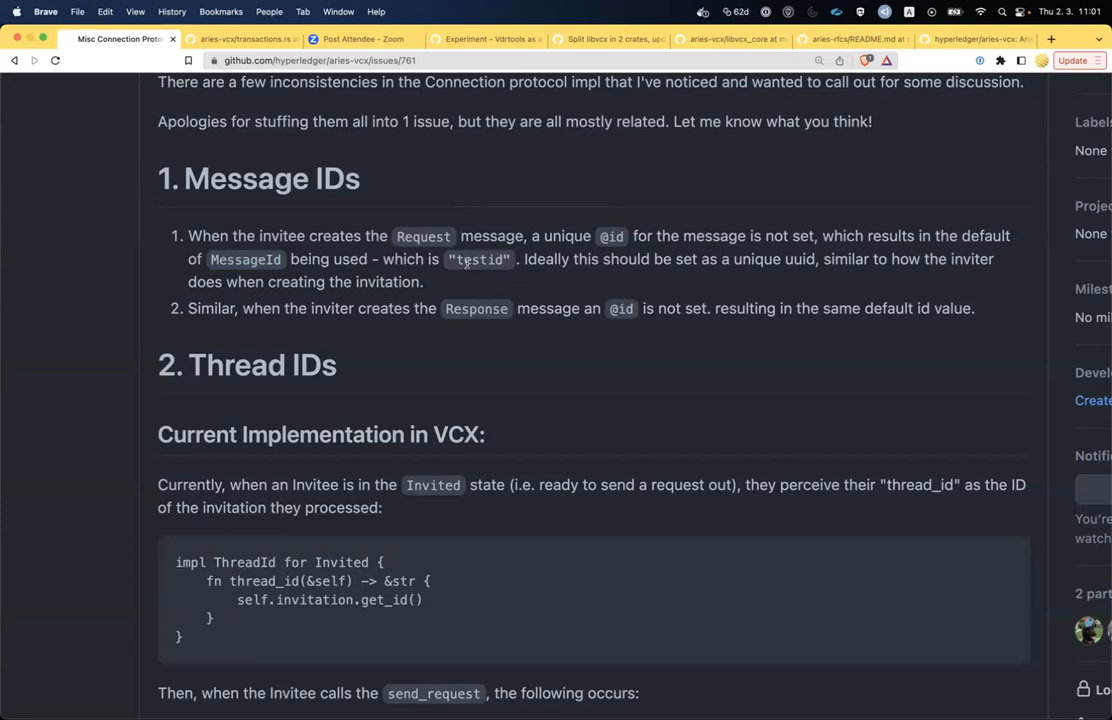 Brave File Edit View History Bookmarks People Tab Window Help 62d A Thu 2. 3. 11:01
Misc Connection Proto aries-vcx/transactions.rs a Post Attendee - Zoom Experiment - Vdrtools as a Split libvcx in 2 crates, up aries-vcx/libvcx_core at m aries-rfcs/README.md at hyperledger/aries-vcx: Arie
github.com/hyperledger/aries-vcx/issues/761 Update
There are a few inconsistencies in the Connection protocol impl that I've noticed and wanted to call out for some discussion.
Apologies for stuffing them all into 1 issue, but they are all mostly related. Let me know what you think!
1. Message IDs
1. When the invitee creates the Request message, a unique @id for the message is not set, which results in the default
of MessageId being used - which is "testid". Ideally this should be set as a unique uuid, similar to how the inviter
does when creating the invitation.
2. Similar, when the inviter creates the Response message an @id is not set. resulting in the same default id value.
2. Thread IDs
Current Implementation in VCX:
Currently, when an Invitee is in the Invited state (i.e. ready to send a request out), they perceive their "thread_id" as the ID
of the invitation they processed:
impl ThreadId for Invited {
fn thread_id(&self) -> &str {
self.invitation.get_id()
}
}
Then, when the Invitee calls the send_request, the following occurs:
Labels
None
Projec
None
Milest
No mil
Develo
Create
Notific
You're
watch
2 part
Lo